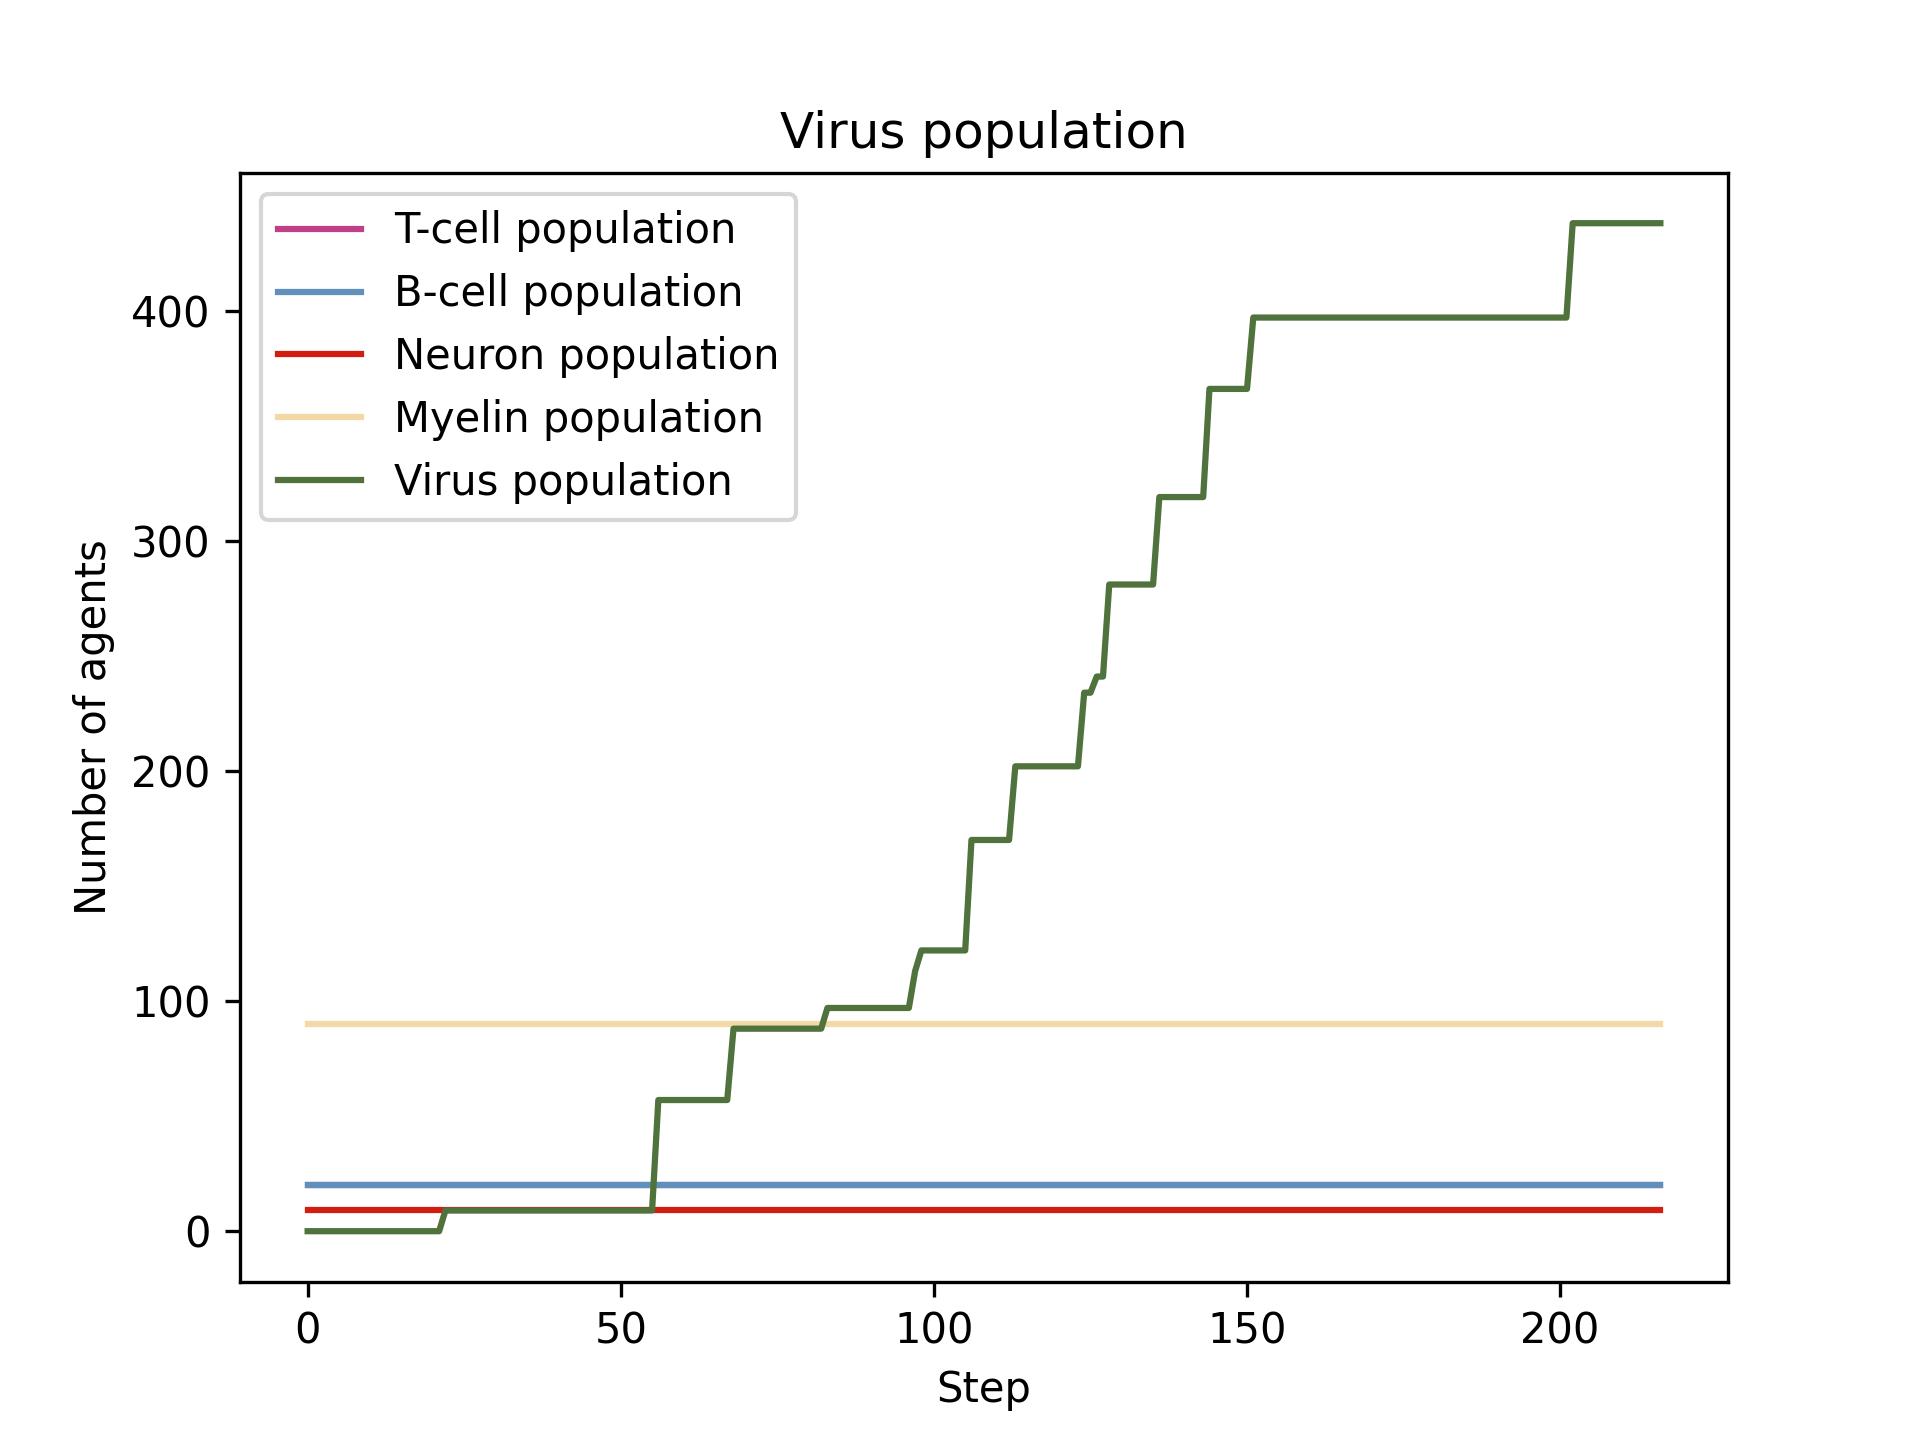 Virus population
T-cell population
B-cell population
Neuron population
Myelin population
Virus population
Number of agents
400
300
200
100
0
0 50 100 150 200
Step